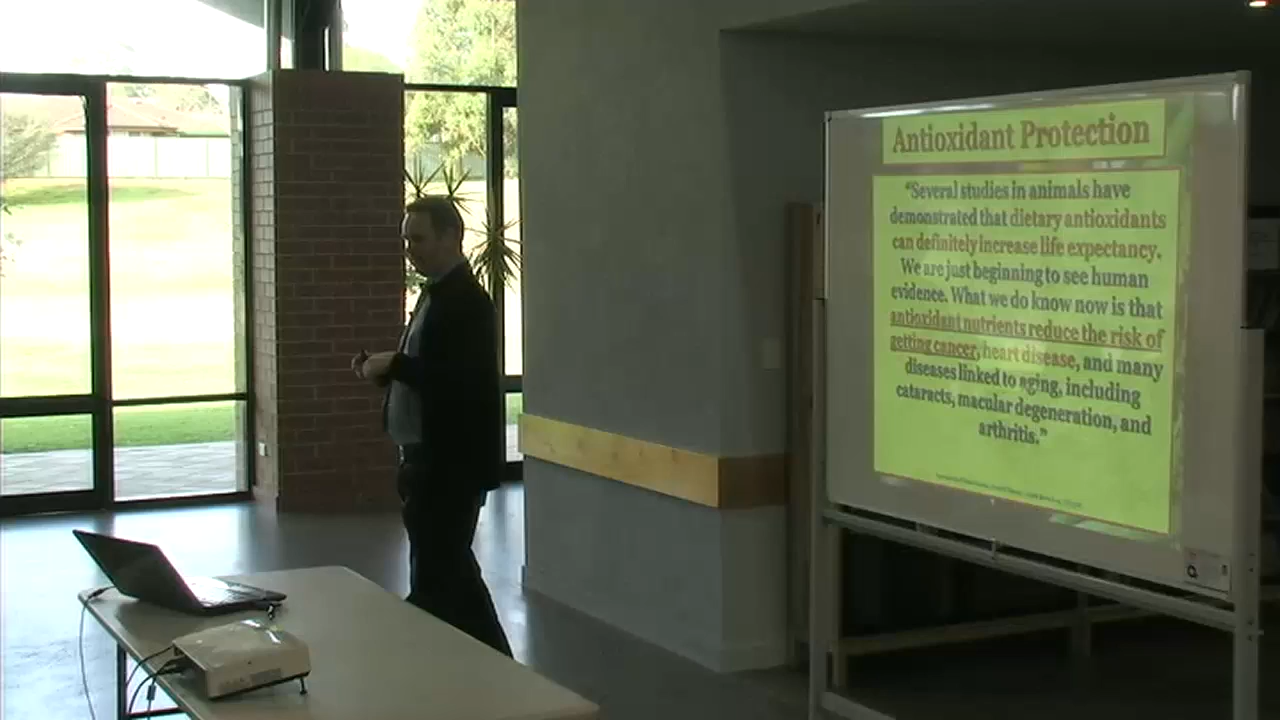 Antioxidant Protection
“Several studies in animals have
demonstrated that dietary antioxidants
can definitely increase life expectancy.
We are just beginning to see human
evidence. What we do know now is that
antioxidant nutrients reduce the risk of
getting cancer, heart disease, and many
diseases linked to aging, including
cataracts, macular degeneration, and
arthritis.”